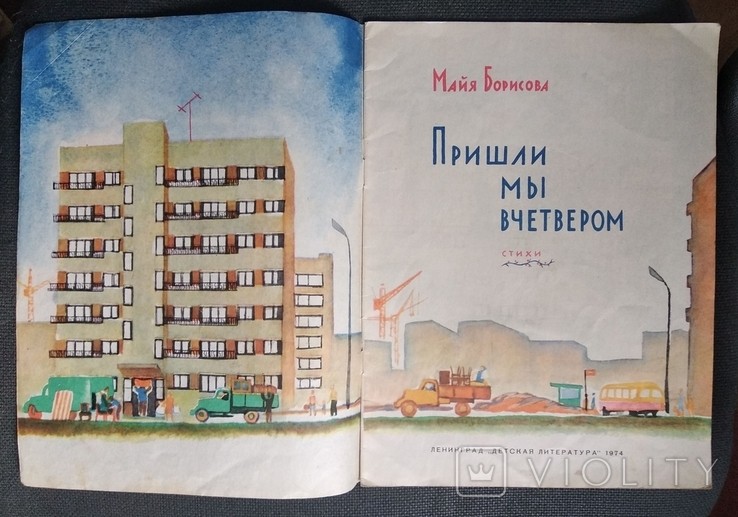 Майя Борисова
Пришли
мы
вчетвером
стихи
ЛЕНИНГРАД „ДЕТСКАЯ ЛИТЕРАТУРА" 1974
VIOLITY